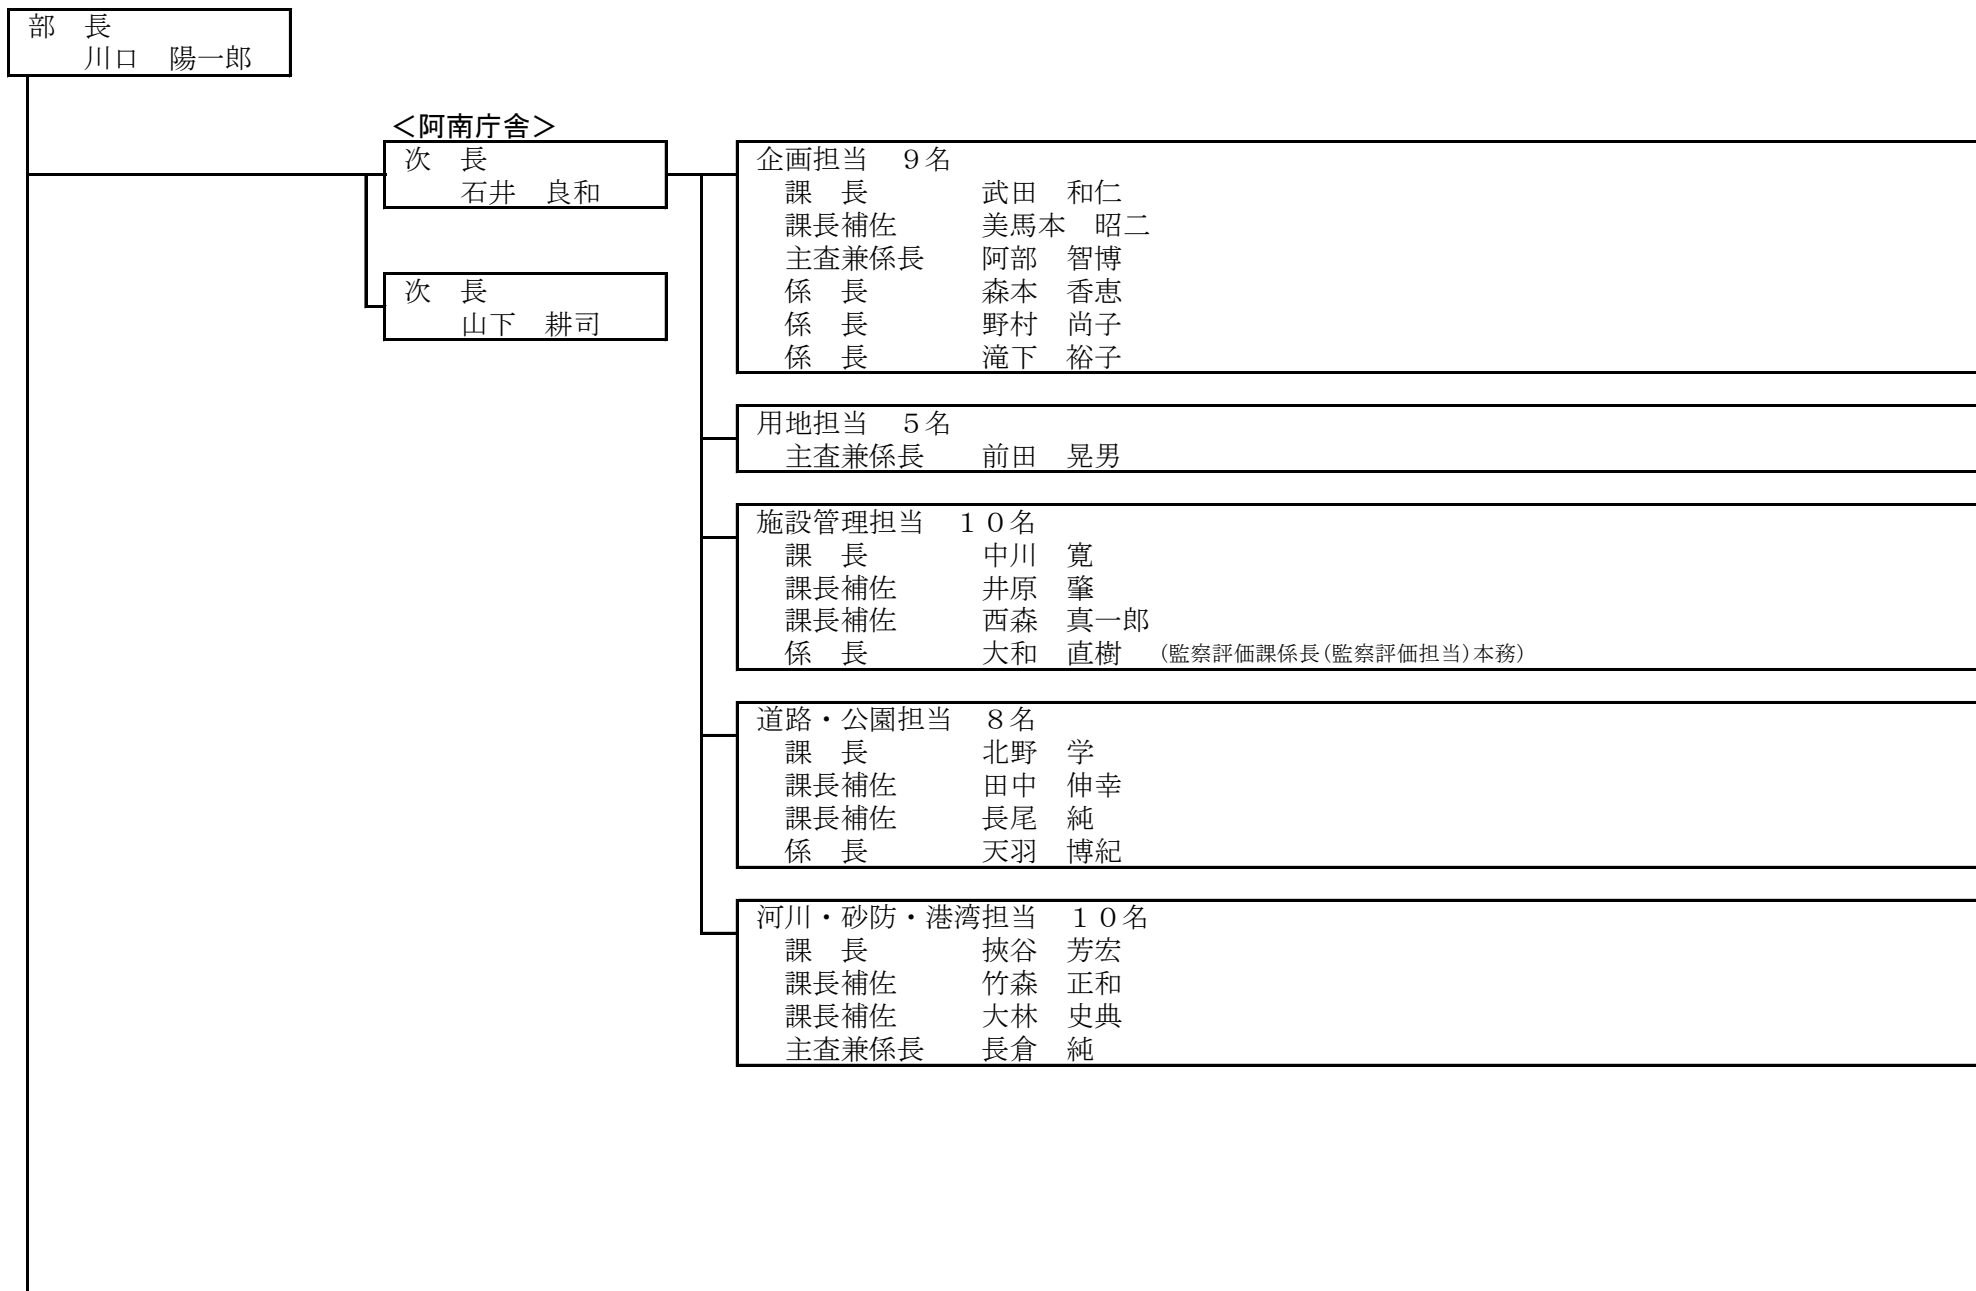 部　長
川口　陽一郎
＜阿南庁舎＞
次　長
石井　良和
次　長
山下　耕司
企画担当　９名
課　長　武田　和仁
課長補佐　美馬本　昭二
主査兼係長　阿部　智博
係　長　森本　香恵
係　長　野村　尚子
係　長　滝下　裕子
用地担当　５名
主査兼係長　前田　晃男
施設管理担当　１０名
課　長　中川　寛
課長補佐　井原　肇
課長補佐　西森　真一郎
係　長　大和　直樹　(監察評価課係長(監察評価担当)本務)
道路・公園担当　８名
課　長　北野　学
課長補佐　田中　伸幸
課長補佐　長尾　純
係　長　天羽　博紀
河川・砂防・港湾担当　１０名
課　長　挾谷　芳宏
課長補佐　竹森　正和
課長補佐　大林　史典
主査兼係長　長倉　純